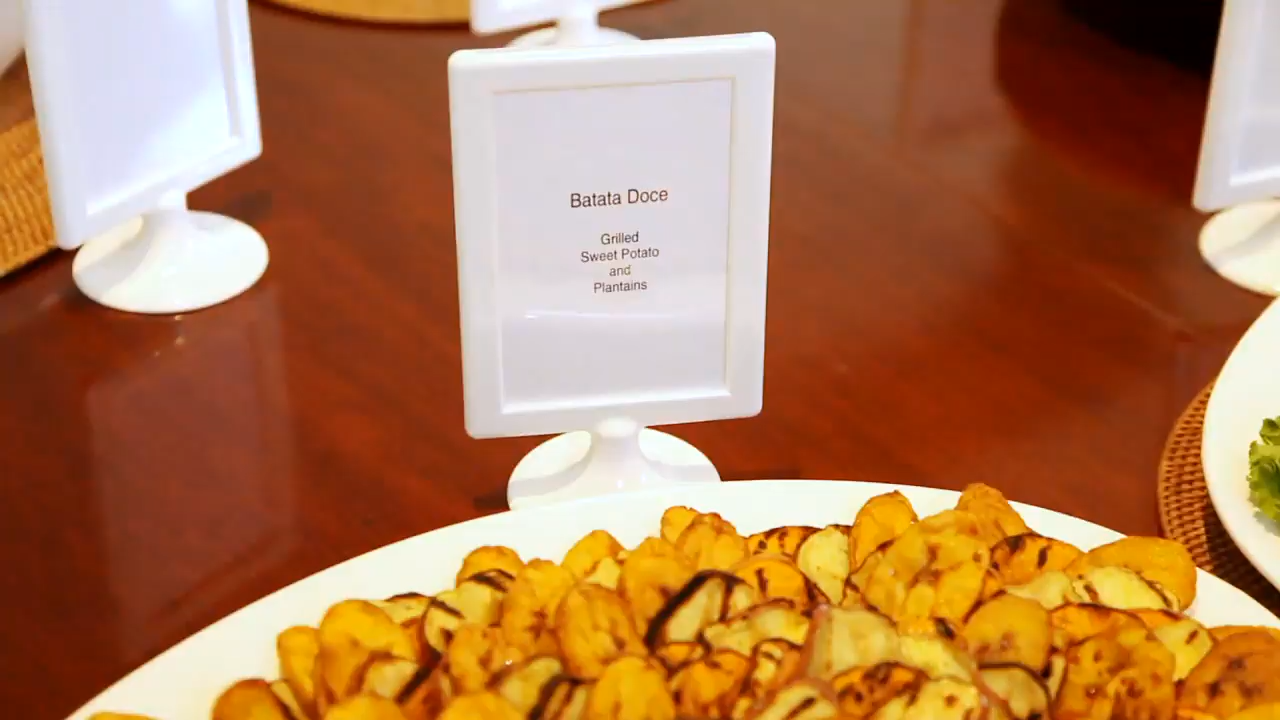 Batata Doce
Grilled
Sweet Potato
and
Plantains